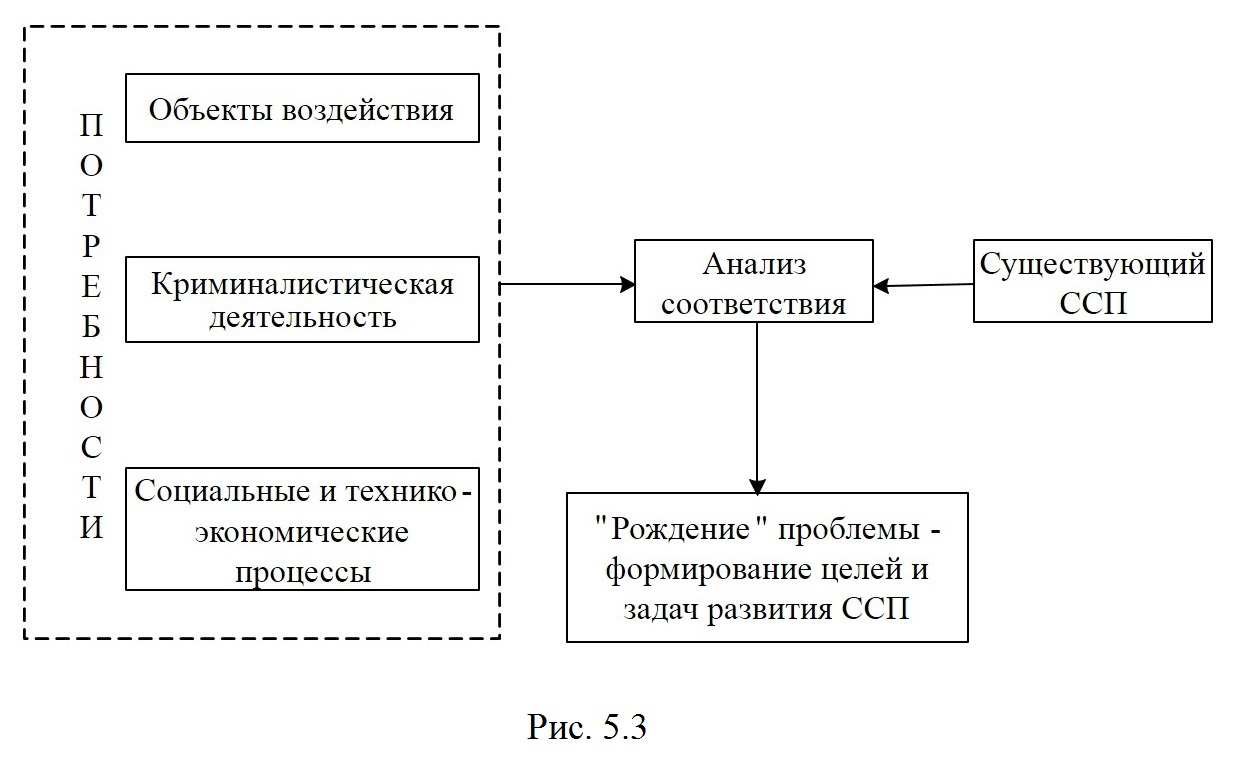 ПОТРЕБНОСТИ
Объекты воздействия
Криминалистическая
деятельность
Социальные и технико-
экономические
процессы
Анализ
соответствия
Существующий
ССП
"Рождение" проблемы -
формирование целей и
задач развития ССП
Рис. 5.3